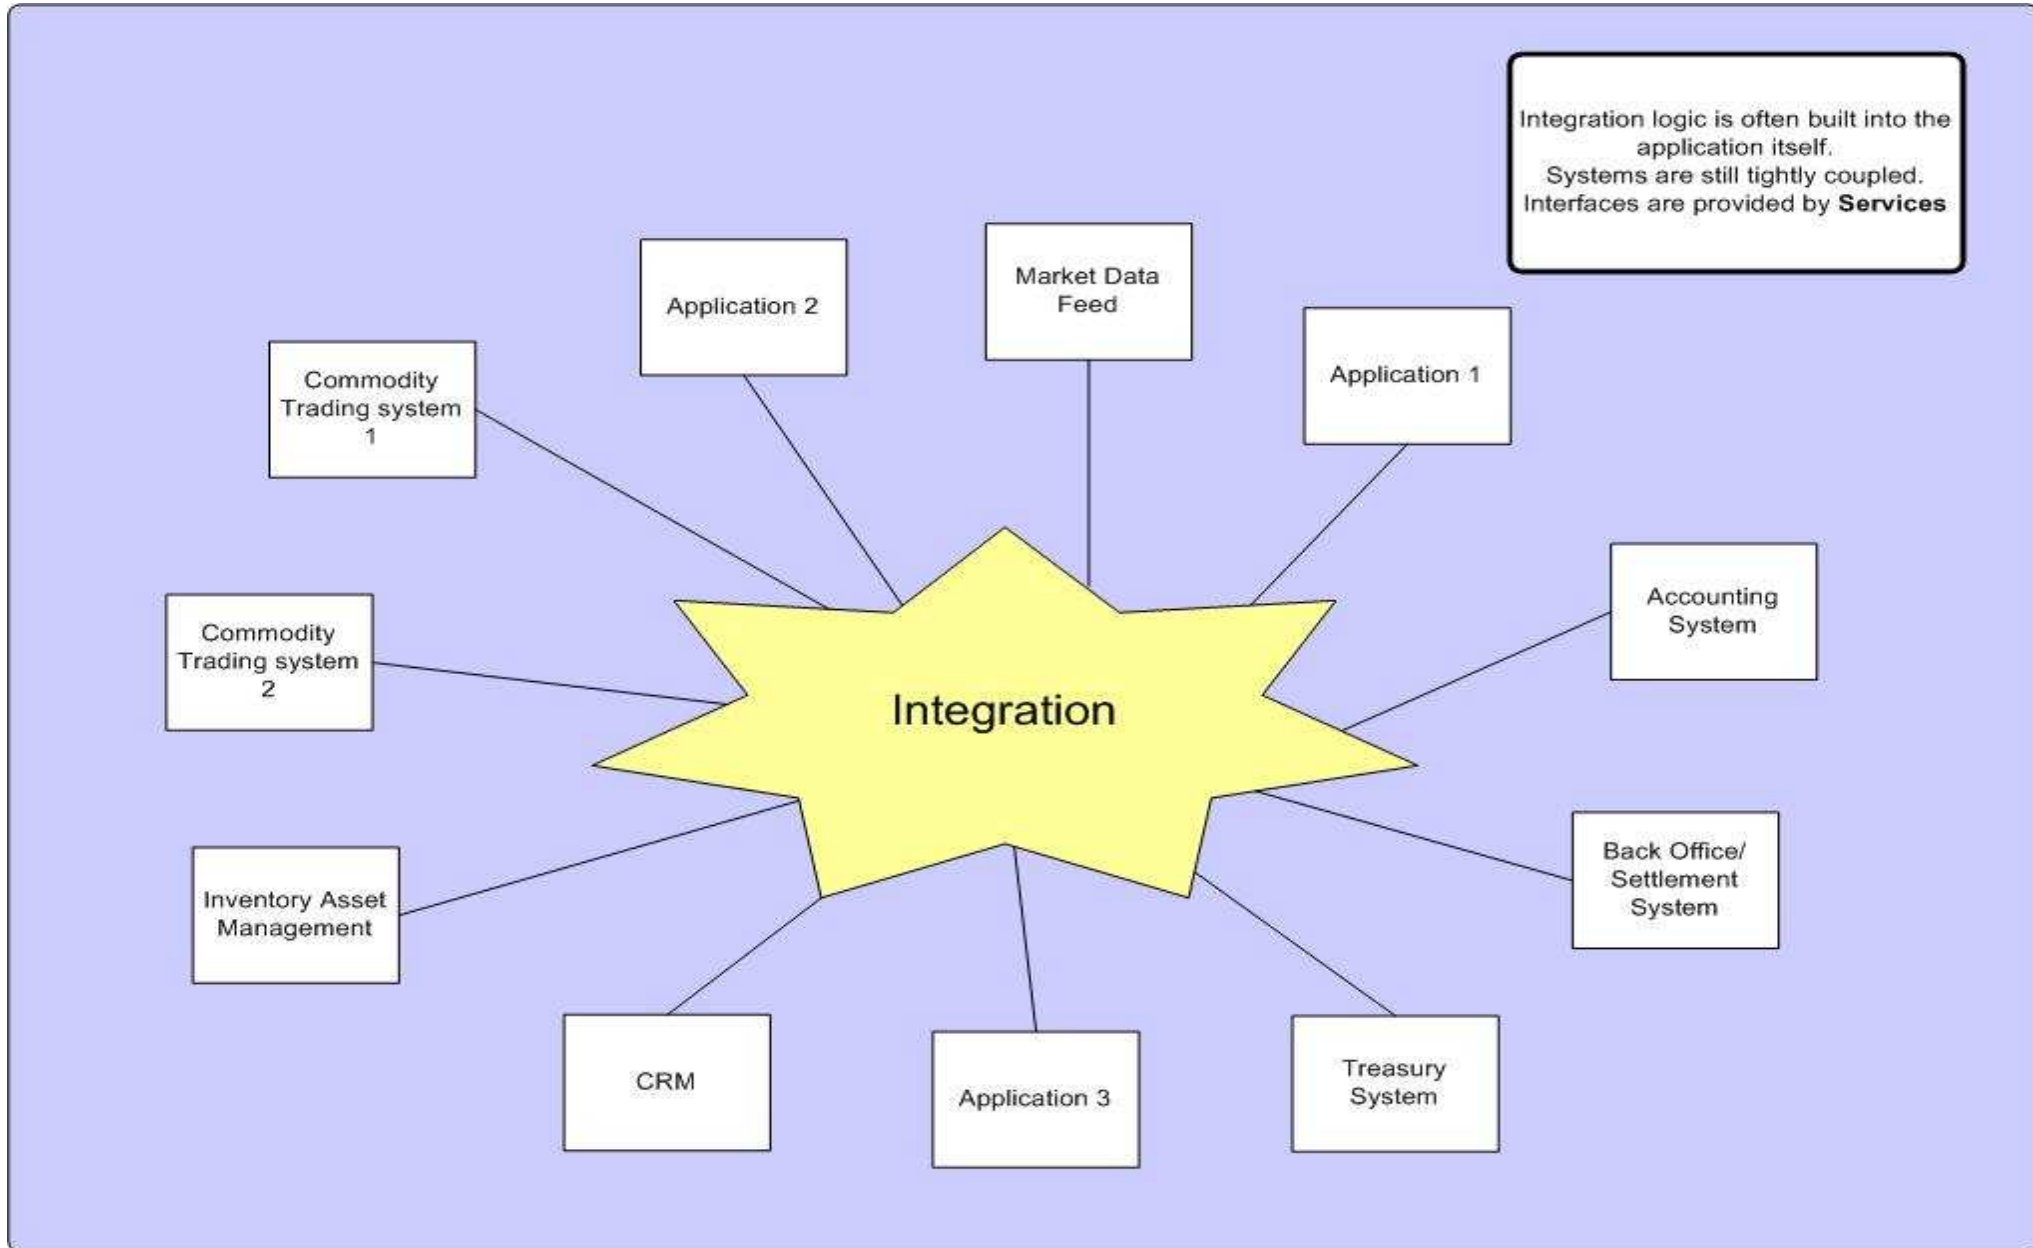 Integration logic is often built into the
application itself.
Systems are still tightly coupled.
Interfaces are provided by Services
Market Data
Feed
Application 2
Application 1
Commodity
Trading system
1
Accounting
System
Commodity
Trading system
2
Integration
Back Office/
Settlement
System
Inventory Asset
Management
CRM
Application 3
Treasury
System